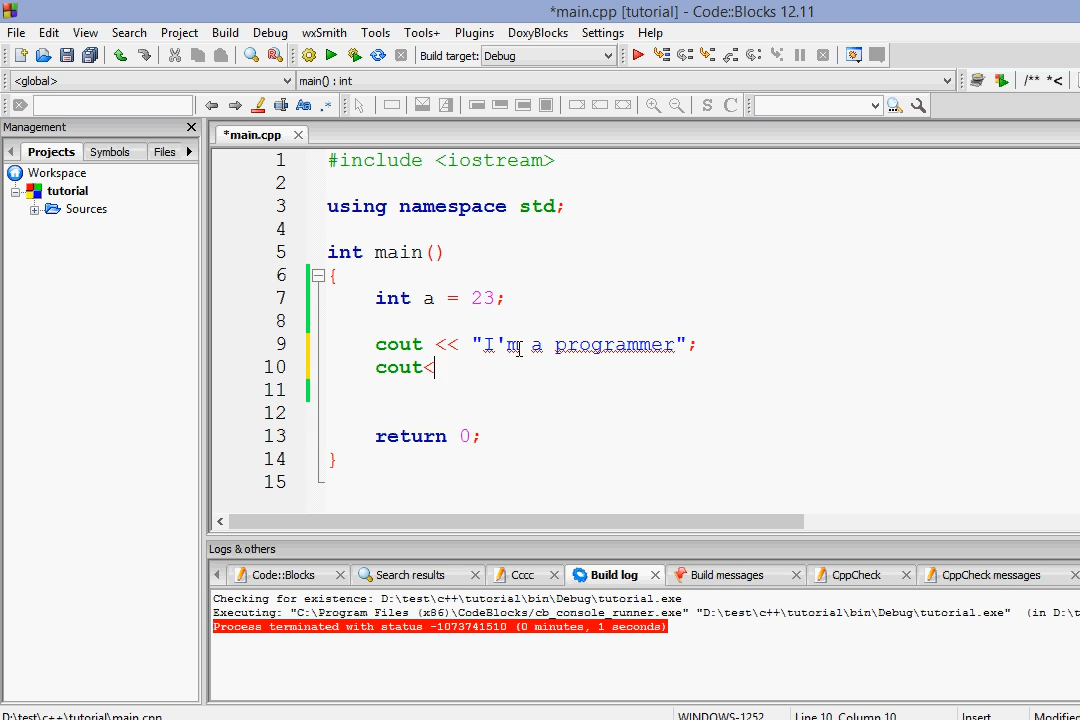 *main.cpp [tutorial] - Code::Blocks 12.11
File Edit View Search Project Build Debug wxSmith Tools Tools+ Plugins DoxyBlocks Settings Help
Build target: Debug
<global> main() : int /** *<
Aa .* S C
Management
Projects Symbols Files
Workspace
tutorial
Sources
*main.cpp
1 #include <iostream>
2
3 using namespace std;
4
5 int main()
6 {
7 int a = 23;
8
9 cout << "I'm a programmer";
10 cout<
11
12
13 return 0;
14 }
15
Logs & others
Code::Blocks Search results Cccc Build log Build messages CppCheck CppCheck messages
Checking for existence: D:\test\c++\tutorial\bin\Debug\tutorial.exe
Executing: "C:\Program Files (x86)\CodeBlocks/cb_console_runner.exe" "D:\test\c++\tutorial\bin\Debug\tutorial.exe" (in D:\t
Process terminated with status -1073741510 (0 minutes, 1 seconds)
D:\test\c++\tutorial\main.cpp WINDOWS-1252 Line 10, Column 10 Insert Modified